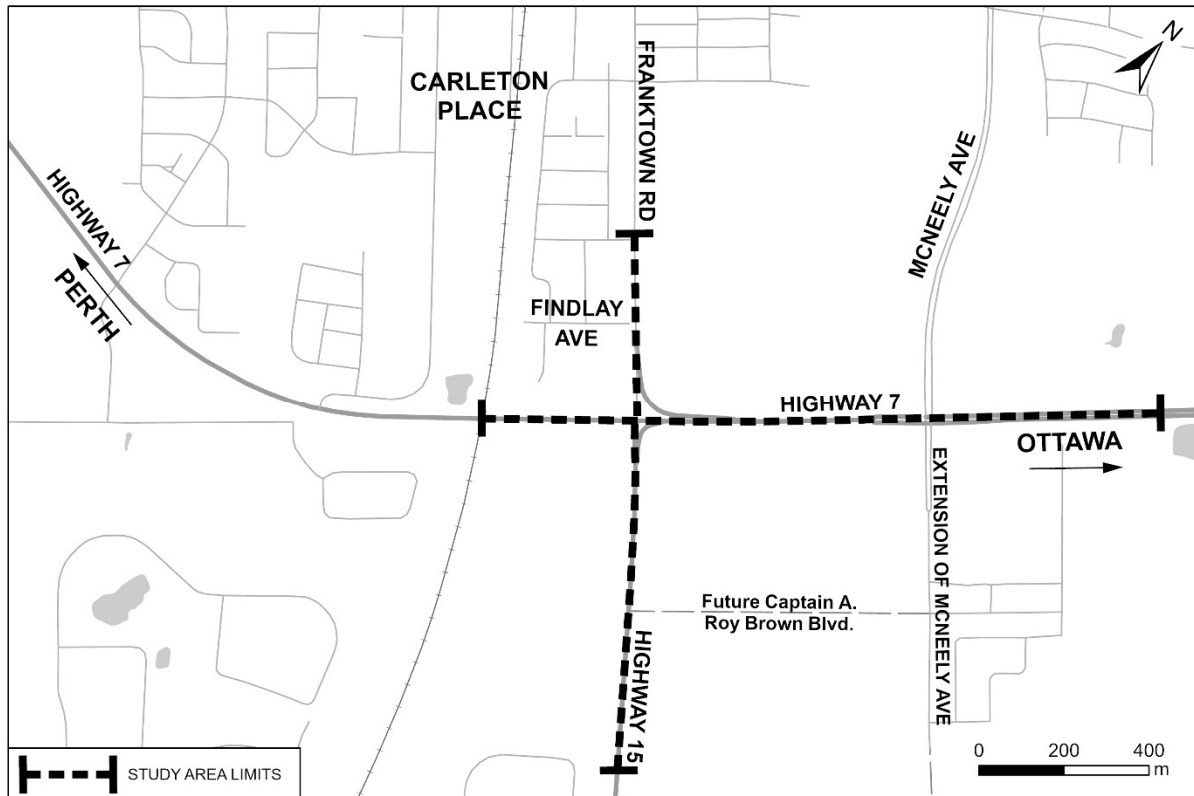 N
CARLETON
PLACE
FRANKTOWN RD
MCNEELY AVE
HIGHWAY 7
PERTH
FINDLAY
AVE
HIGHWAY 7
OTTAWA
EXTENSION OF MCNEELY AVE
Future Captain A.
Roy Brown Blvd.
HIGHWAY 15
0 200 400
m
STUDY AREA LIMITS